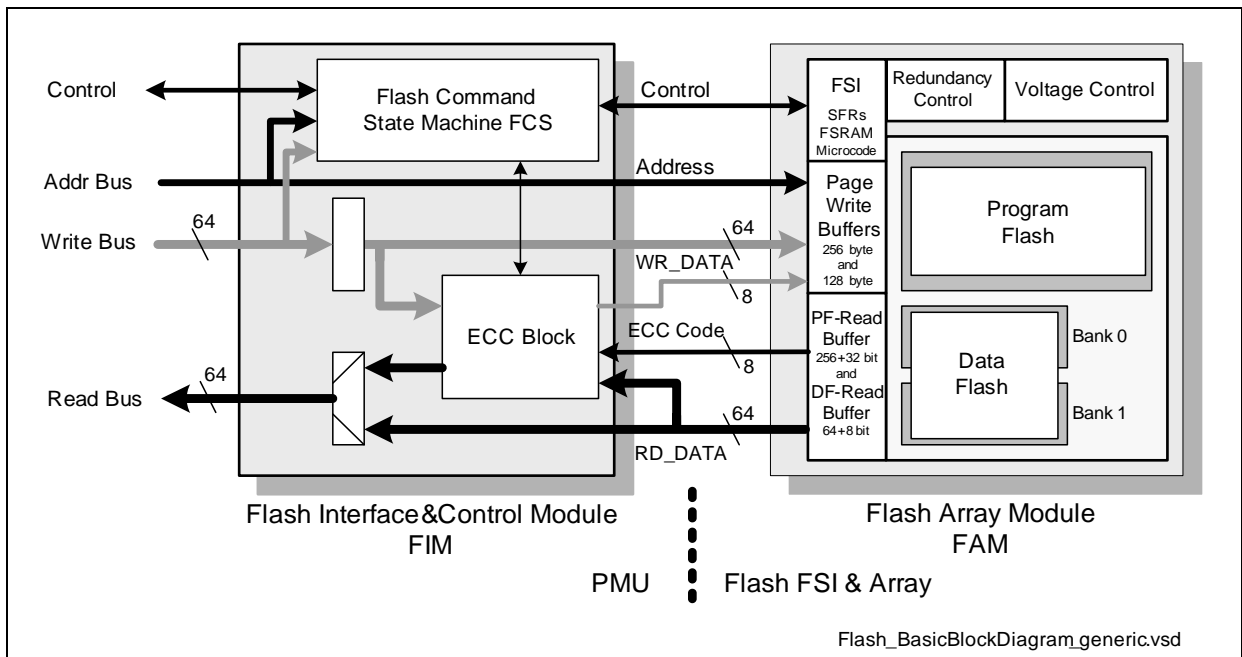 Control
Addr Bus
64
Write Bus
64
Read Bus
Flash Command
State Machine FCS
ECC Block
Control
Address
64
WR_DATA
8
ECC Code
8
64
RD_DATA
FSI
SFRs
FSRAM
Microcode
Redundancy
Control
Voltage Control
Page
Write
Buffers
256 byte
and
128 byte
PF-Read
Buffer
256+32 bit
and
DF-Read
Buffer
64+8 bit
Program
Flash
Data
Flash
Bank 0
Bank 1
Flash Interface&Control Module
FIM
Flash Array Module
FAM
PMU
Flash FSI & Array
Flash_BasicBlockDiagram_generic.vsd